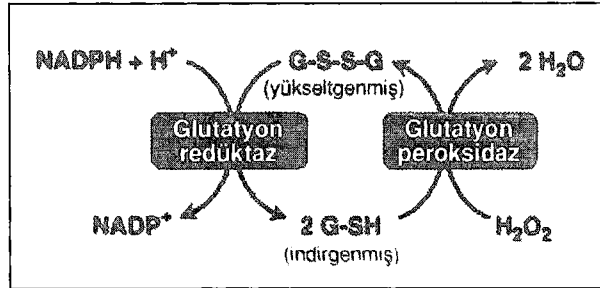 NADPH + H⁺ G-S-S-G 2 H₂O
(yükseltgenmiş)
Glutatyon Glutatyon
redüktaz peroksidaz
NADP⁺ 2 G-SH H₂O₂
(indirgenmiş)